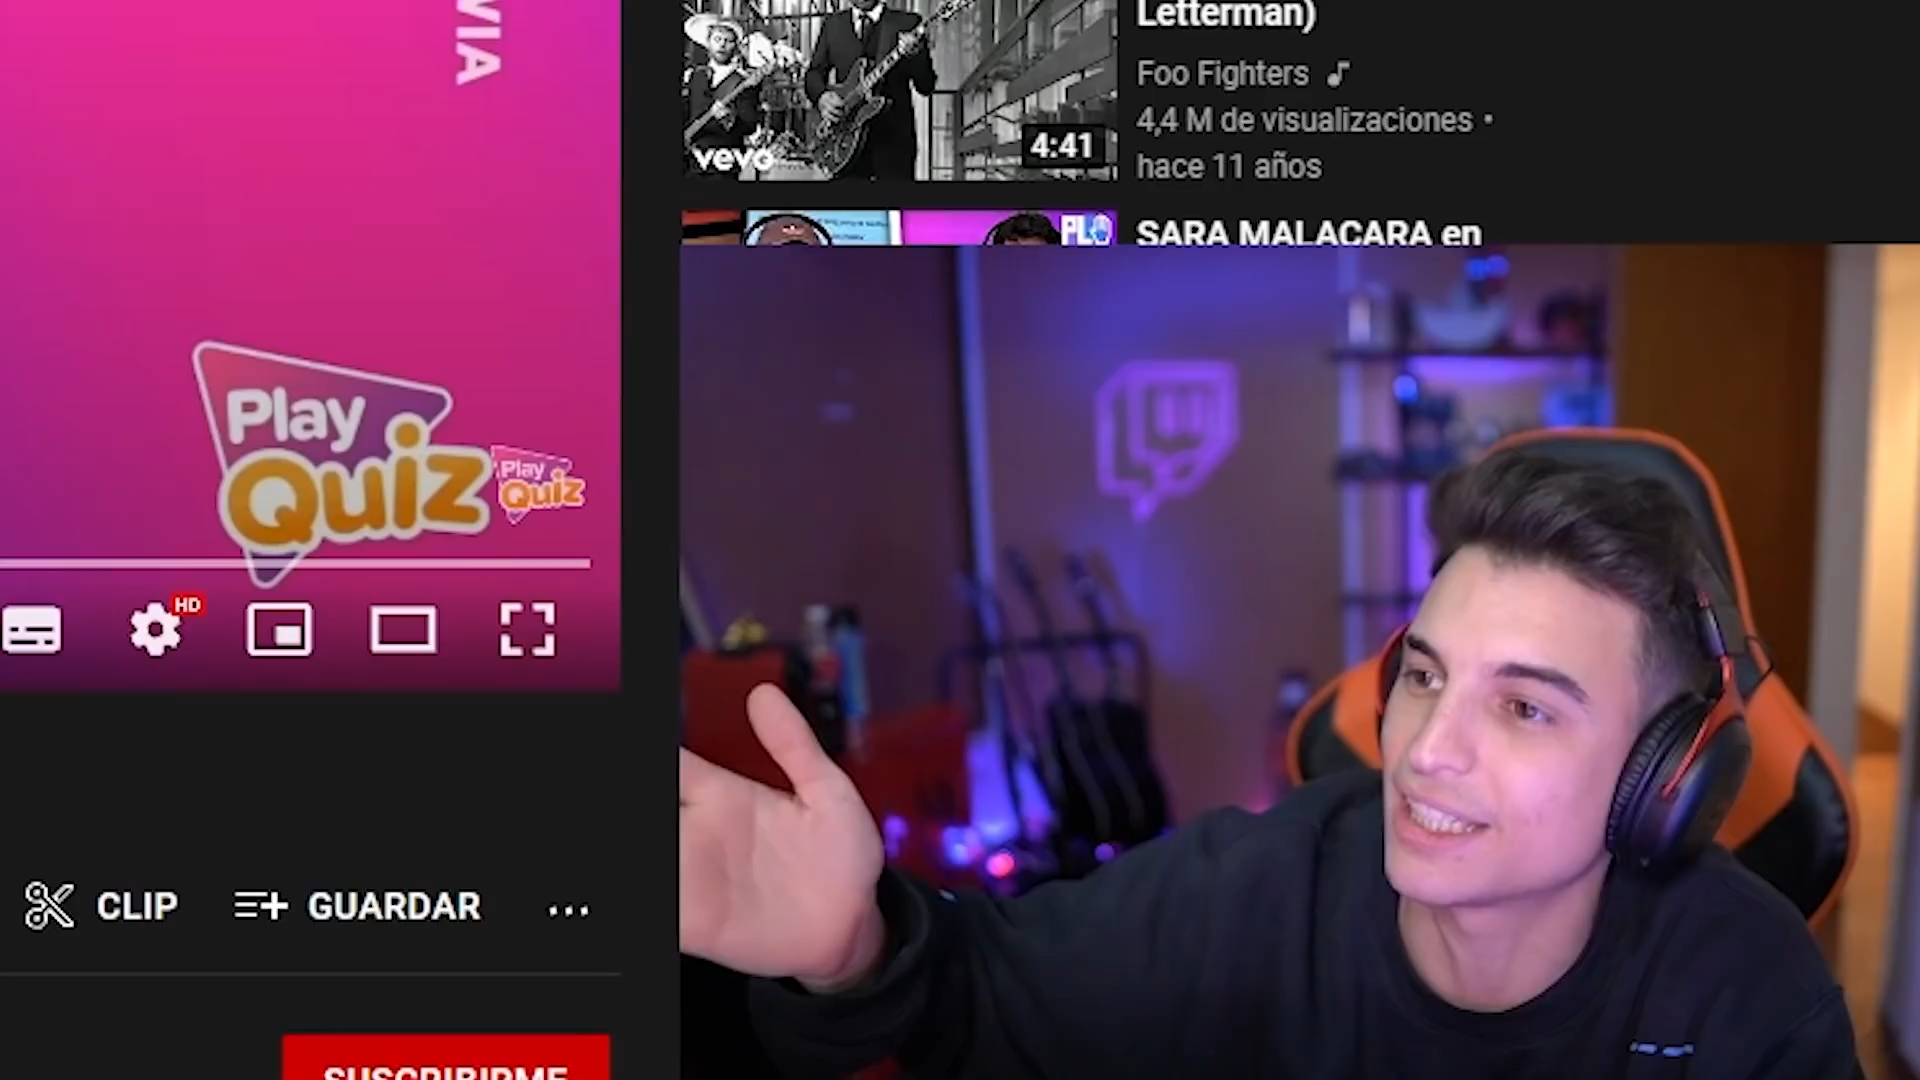 VIA
Play
Quiz
Play
Quiz
HD
CLIP
GUARDAR
SUSCRIBIRME
vevo
4:41
Letterman)
Foo Fighters
4,4 M de visualizaciones •
hace 11 años
SARA MALACARA en